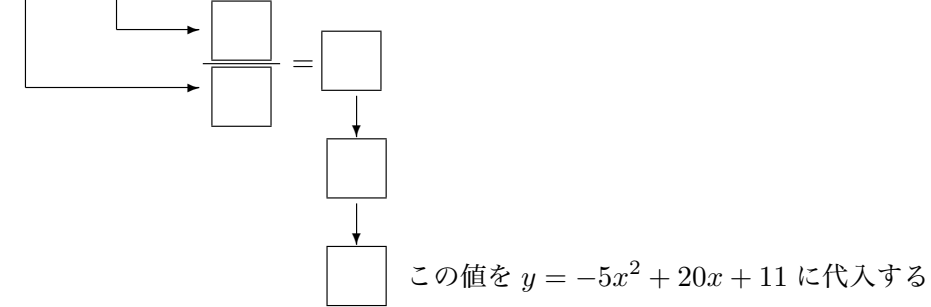 =
この値を y = −5x² + 20x + 11 に代入する